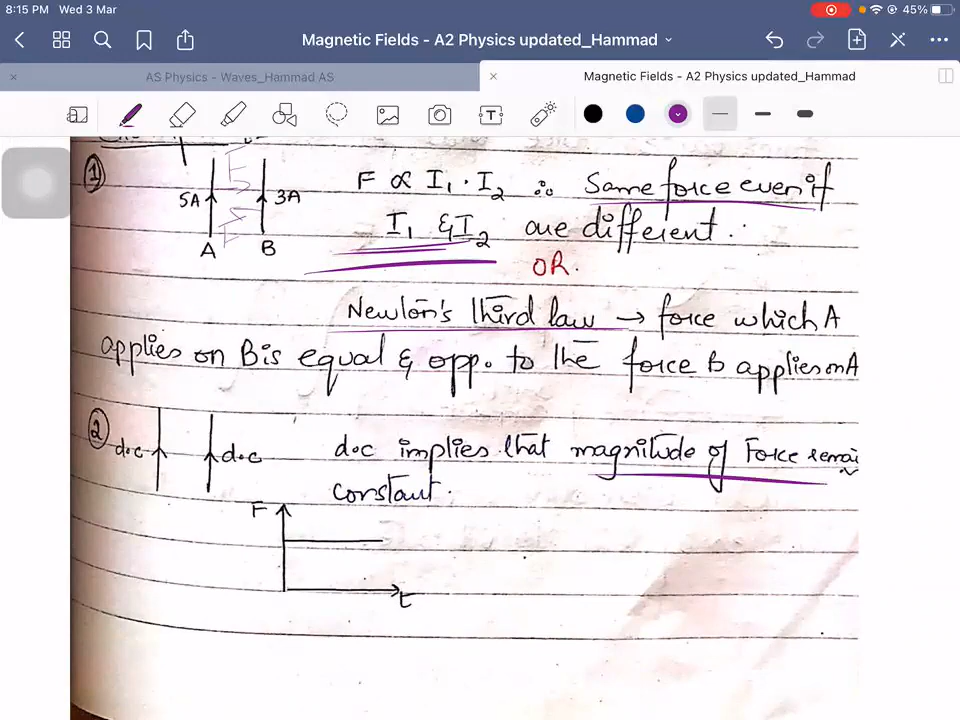 8:15 PM Wed 3 Mar
45%
Magnetic Fields - A2 Physics updated_Hammad
AS Physics - Waves_Hammad AS
Magnetic Fields - A2 Physics updated_Hammad
①
5A
3A
A
B
F ∝ I₁ . I₂ ∴ Same force even if
I₁ & I₂ are different.
OR.
Newton's third law → force which A
applies on B is equal & opp. to the force B applies on A
②
d.c
d.c
d.c implies that magnitude of Force remai
constant.
F
t